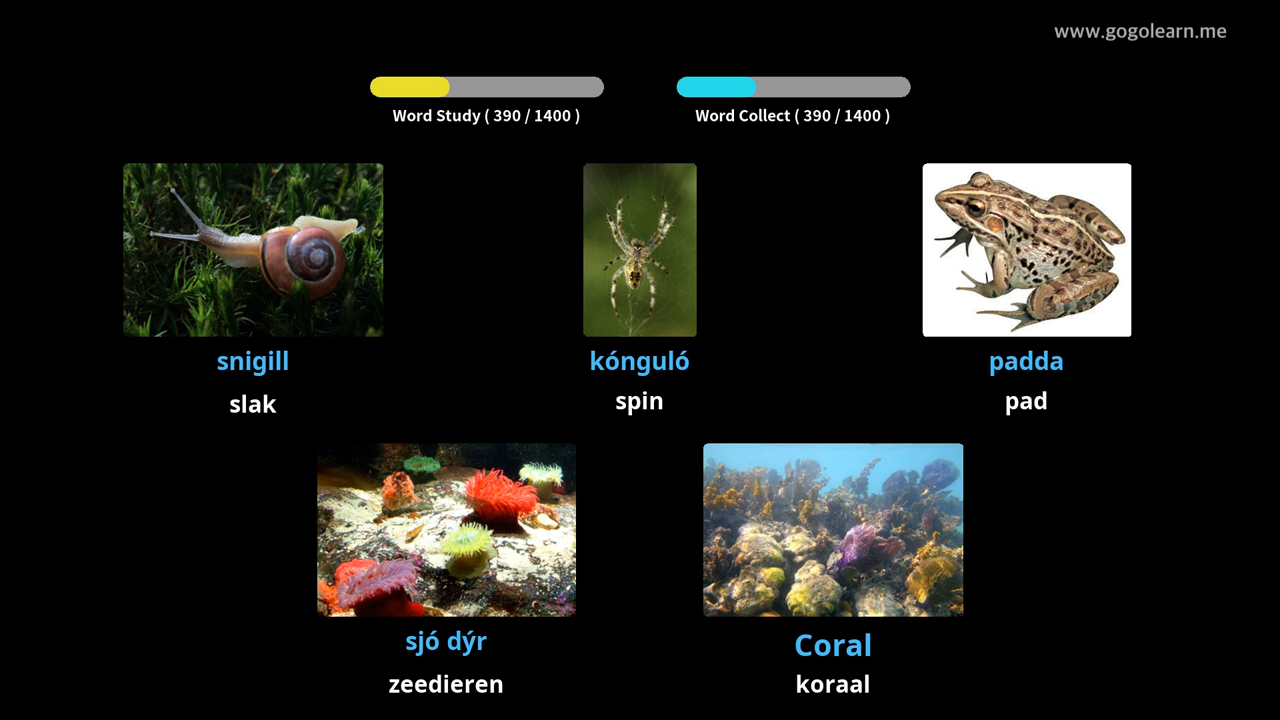 www.gogolearn.me
Word Study ( 390 / 1400 )
Word Collect ( 390 / 1400 )
snigill
kónguló
padda
slak
spin
pad
sjó dýr
Coral
zeedieren
koraal